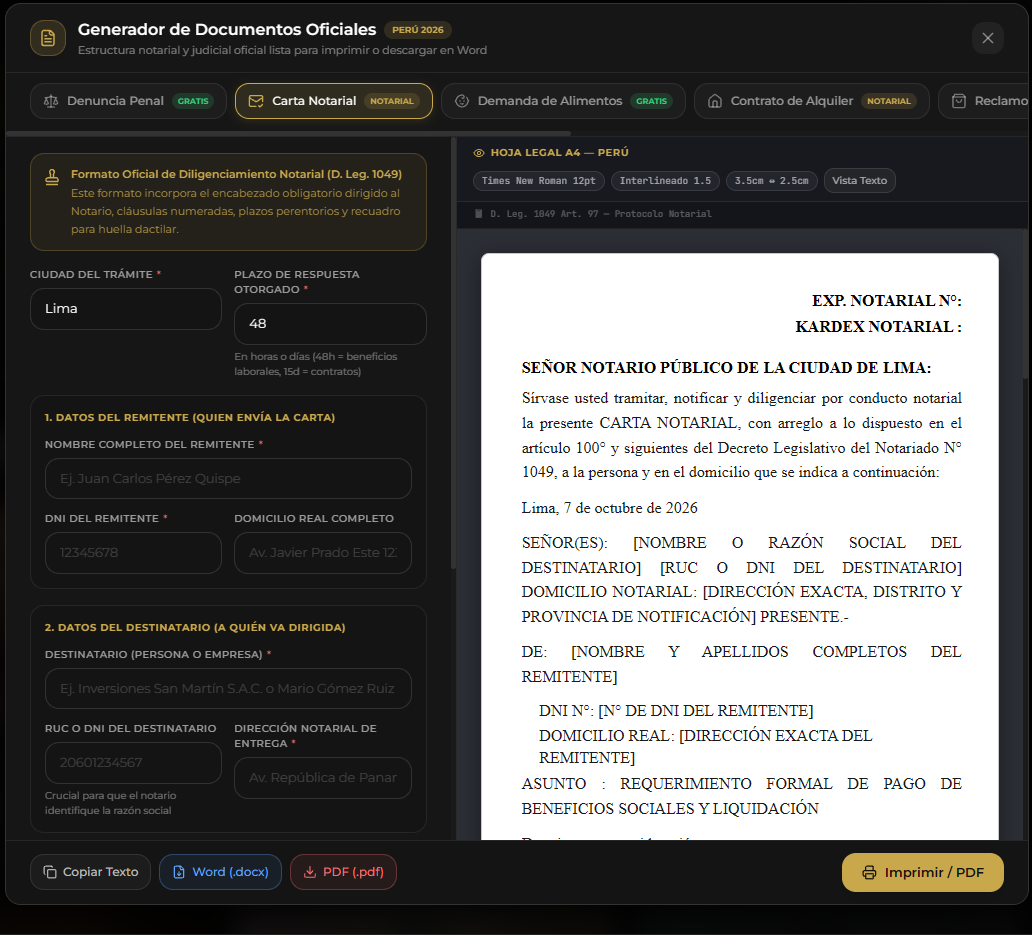 Generador de Documentos Oficiales PERÚ 2026
Estructura notarial y judicial oficial lista para imprimir o descargar en Word
Denuncia Penal GRATIS
Carta Notarial NOTARIAL
Demanda de Alimentos GRATIS
Contrato de Alquiler NOTARIAL
Reclamo
Formato Oficial de Diligenciamiento Notarial (D. Leg. 1049)
Este formato incorpora el encabezado obligatorio dirigido al
Notario, cláusulas numeradas, plazos perentorios y recuadro
para huella dactilar.
CIUDAD DEL TRÁMITE *
Lima
PLAZO DE RESPUESTA
OTORGADO *
48
En horas o días (48h = beneficios
laborales, 15d = contratos)
1. DATOS DEL REMITENTE (QUIEN ENVÍA LA CARTA)
NOMBRE COMPLETO DEL REMITENTE *
Ej. Juan Carlos Pérez Quispe
DNI DEL REMITENTE *
12345678
DOMICILIO REAL COMPLETO
Av. Javier Prado Este 12
2. DATOS DEL DESTINATARIO (A QUIÉN VA DIRIGIDA)
DESTINATARIO (PERSONA O EMPRESA) *
Ej. Inversiones San Martín S.A.C. o Mario Gómez Ruiz
RUC O DNI DEL DESTINATARIO
20601234567
Crucial para que el notario
identifique la razón social
DIRECCIÓN NOTARIAL DE
ENTREGA *
Av. República de Panar
HOJA LEGAL A4 — PERÚ
Times New Roman 12pt
Interlineado 1.5
3.5cm ⇔ 2.5cm
Vista Texto
D. Leg. 1049 Art. 97 — Protocolo Notarial
EXP. NOTARIAL N°:
KARDEX NOTARIAL :
SEÑOR NOTARIO PÚBLICO DE LA CIUDAD DE LIMA:
Sírvase usted tramitar, notificar y diligenciar por conducto notarial
la presente CARTA NOTARIAL, con arreglo a lo dispuesto en el
artículo 100° y siguientes del Decreto Legislativo del Notariado N°
1049, a la persona y en el domicilio que se indica a continuación:
Lima, 7 de octubre de 2026
SEÑOR(ES): [NOMBRE O RAZÓN SOCIAL DEL
DESTINATARIO] [RUC O DNI DEL DESTINATARIO]
DOMICILIO NOTARIAL: [DIRECCIÓN EXACTA, DISTRITO Y
PROVINCIA DE NOTIFICACIÓN] PRESENTE.-
DE: [NOMBRE Y APELLIDOS COMPLETOS DEL
REMITENTE]
DNI N°: [N° DE DNI DEL REMITENTE]
DOMICILIO REAL: [DIRECCIÓN EXACTA DEL
REMITENTE]
ASUNTO : REQUERIMIENTO FORMAL DE PAGO DE
BENEFICIOS SOCIALES Y LIQUIDACIÓN
Copiar Texto
Word (.docx)
PDF (.pdf)
Imprimir / PDF